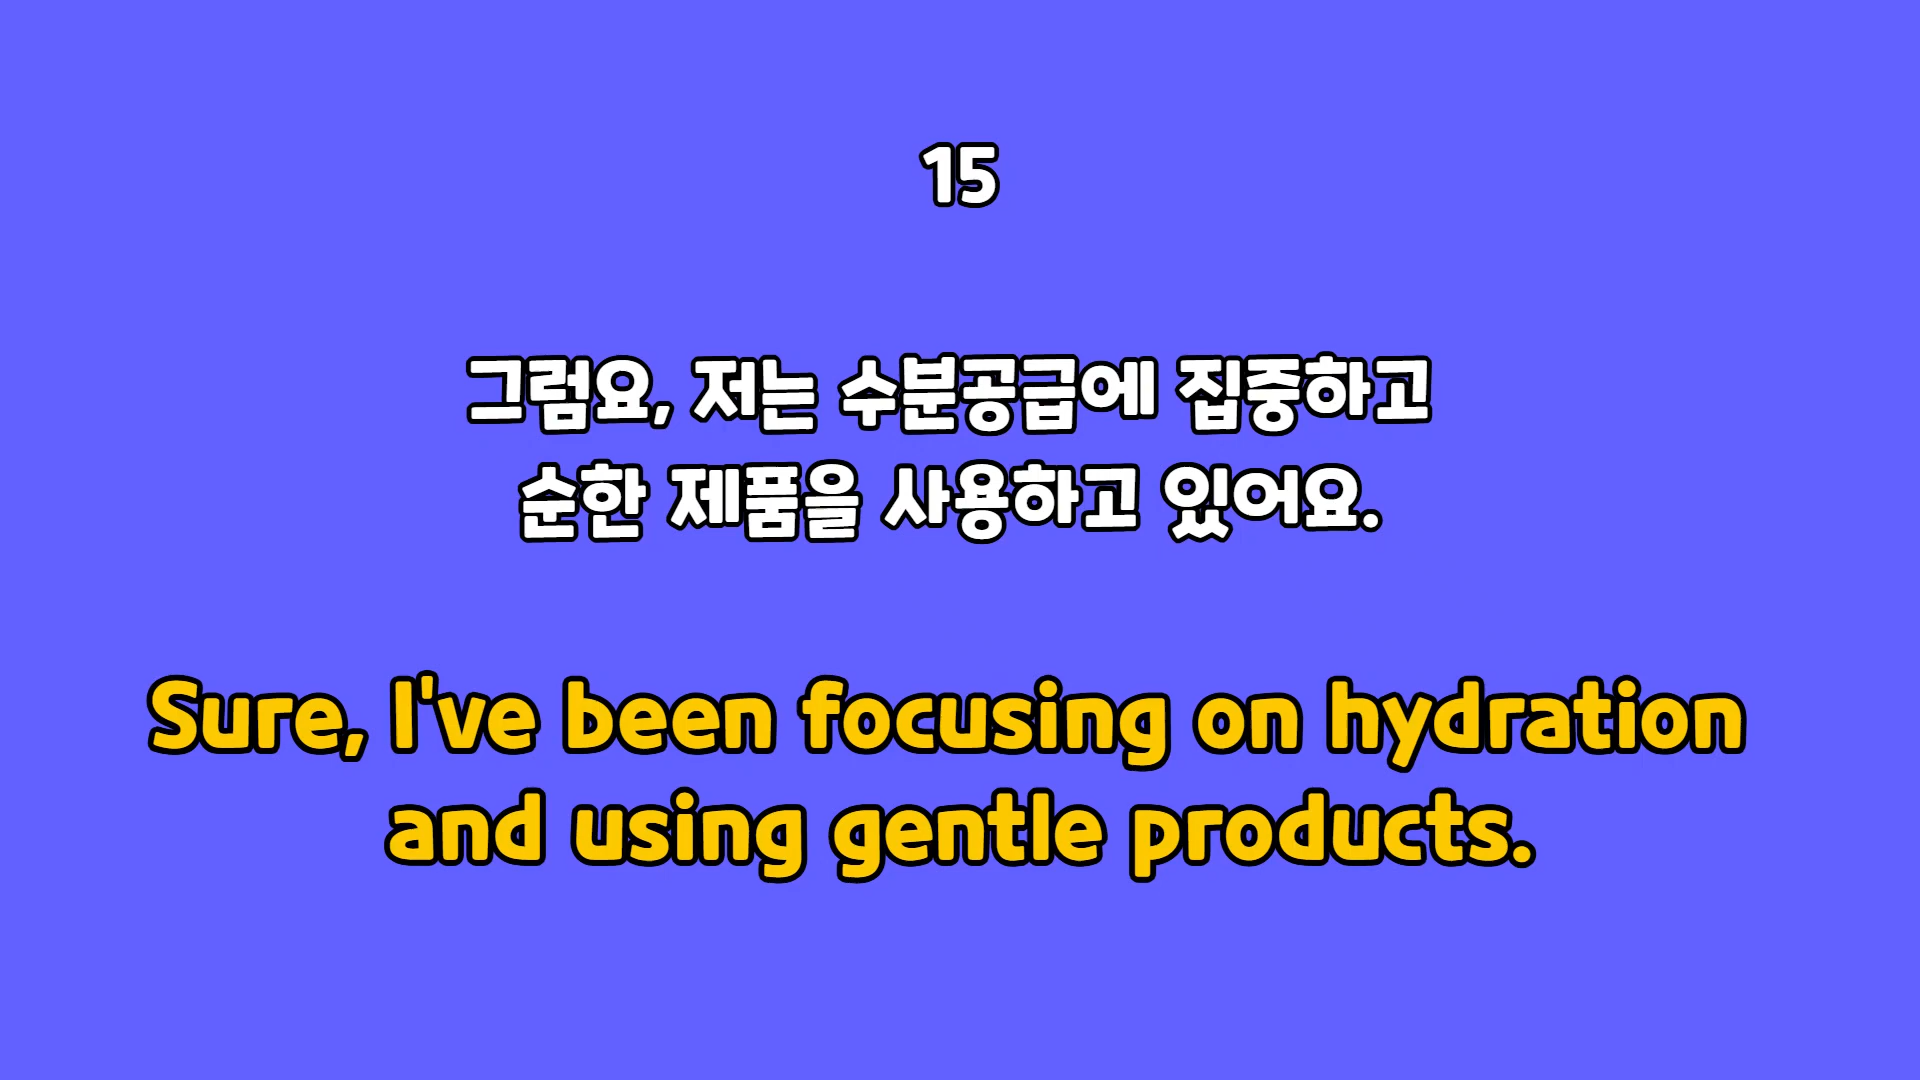 15
그럼요, 저는 수분공급에 집중하고
순한 제품을 사용하고 있어요.
Sure, I've been focusing on hydration
and using gentle products.